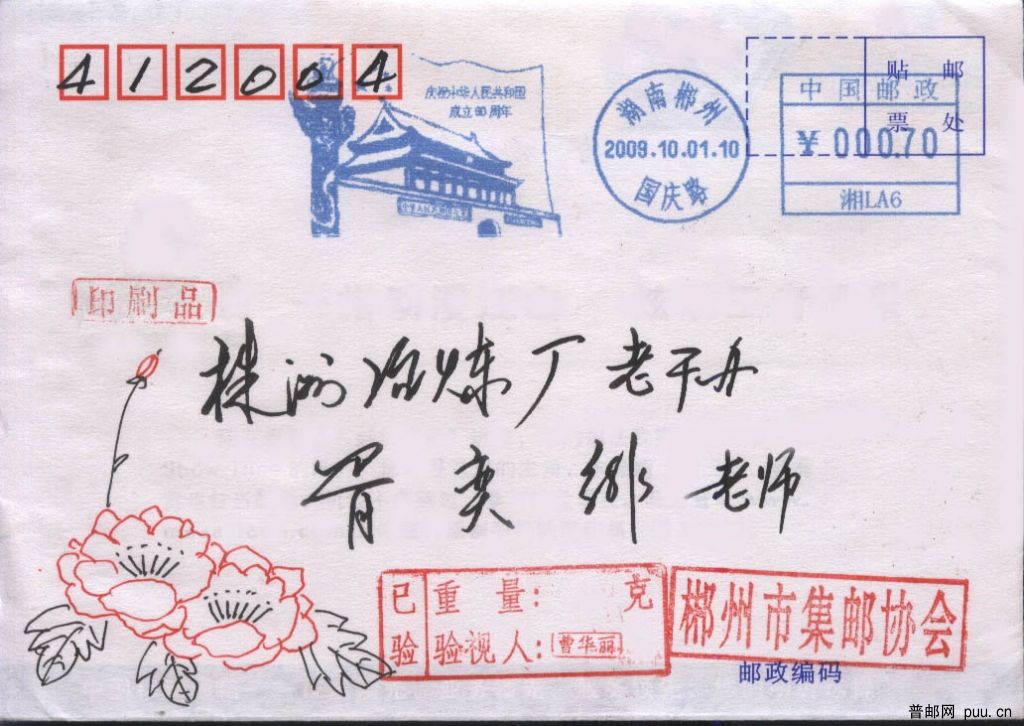 412004
庆祝中华人民共和国
成立60周年
湖南郴州
2009.10.01.10
国庆路
贴 邮
票 处
中国邮政
¥ 000.70
湘LA6
印刷品
株洲冶炼厂老干办
胥奕 老师
已验
重 量: 克
验视人: 曹华丽
郴州市集邮协会
邮政编码
普邮网 puu.cn